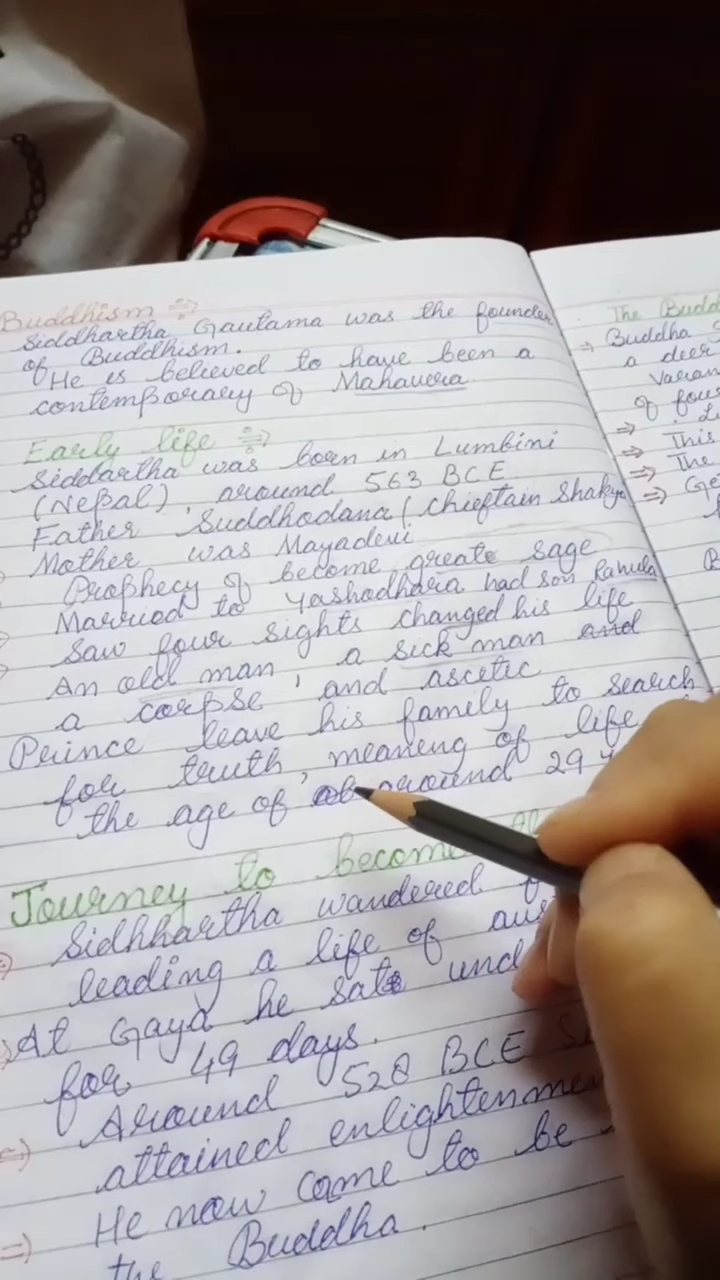 Buddhism
Siddhartha Gautama was the founder
of Buddhism.
He is believed to have been a
contemporary of Mahavera
Early life
Siddartha was born in Lumbini
(Nepal), around 563 BCE
Father Suddhodana (chieftain Shakya
Mother was Mayadevi
Prophecy of become greate sage
Married to Yashodhara had son Rahula
Saw four sights changed his life
An old man, a sick man and
a corpse, and ascetic
Prince leave his family to search
for truth, meaning of life
the age of around 29
Journey to become
Sidhhartha wandered
leading a life of aus
At Gaya he sat und
for 49 days.
Around 528 BCE
attained enlightenme
He now came to be
the Buddha.
The Budd
⇒ Buddha
a deer
Varan
of four
⇒
⇒ This
⇒ The
⇒ Ge